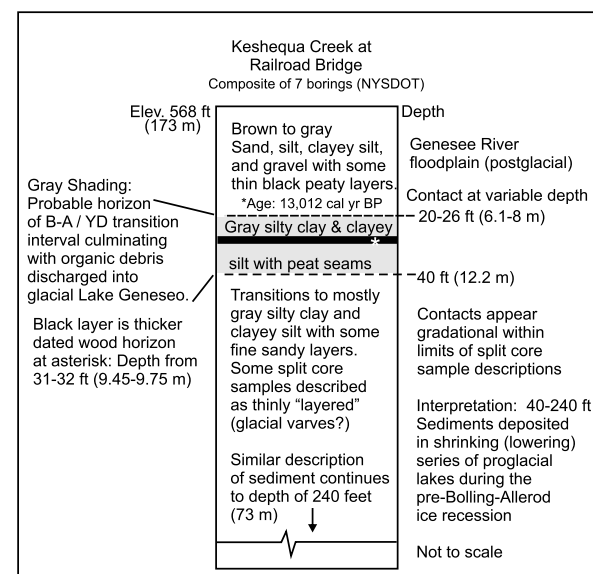 Keshequa Creek at
Railroad Bridge
Composite of 7 borings (NYSDOT)
Elev. 568 ft
(173 m)
Depth
Brown to gray
Sand, silt, clayey silt,
and gravel with some
thin black peaty layers.
*Age: 13,012 cal yr BP
Genesee River
floodplain (postglacial)
Contact at variable depth
20-26 ft (6.1-8 m)
Gray Shading:
Probable horizon
of B-A / YD transition
interval culminating
with organic debris
discharged into
glacial Lake Geneseo.
Gray silty clay & clayey
*
silt with peat seams
40 ft (12.2 m)
Black layer is thicker
dated wood horizon
at asterisk: Depth from
31-32 ft (9.45-9.75 m)
Transitions to mostly
gray silty clay and
clayey silt with some
fine sandy layers.
Some split core
samples described
as thinly “layered”
(glacial varves?)
Similar description
of sediment continues
to depth of 240 feet
(73 m)
Contacts appear
gradational within
limits of split core
sample descriptions
Interpretation: 40-240 ft
Sediments deposited
in shrinking (lowering)
series of proglacial
lakes during the
pre-Bolling-Allerod
ice recession
Not to scale